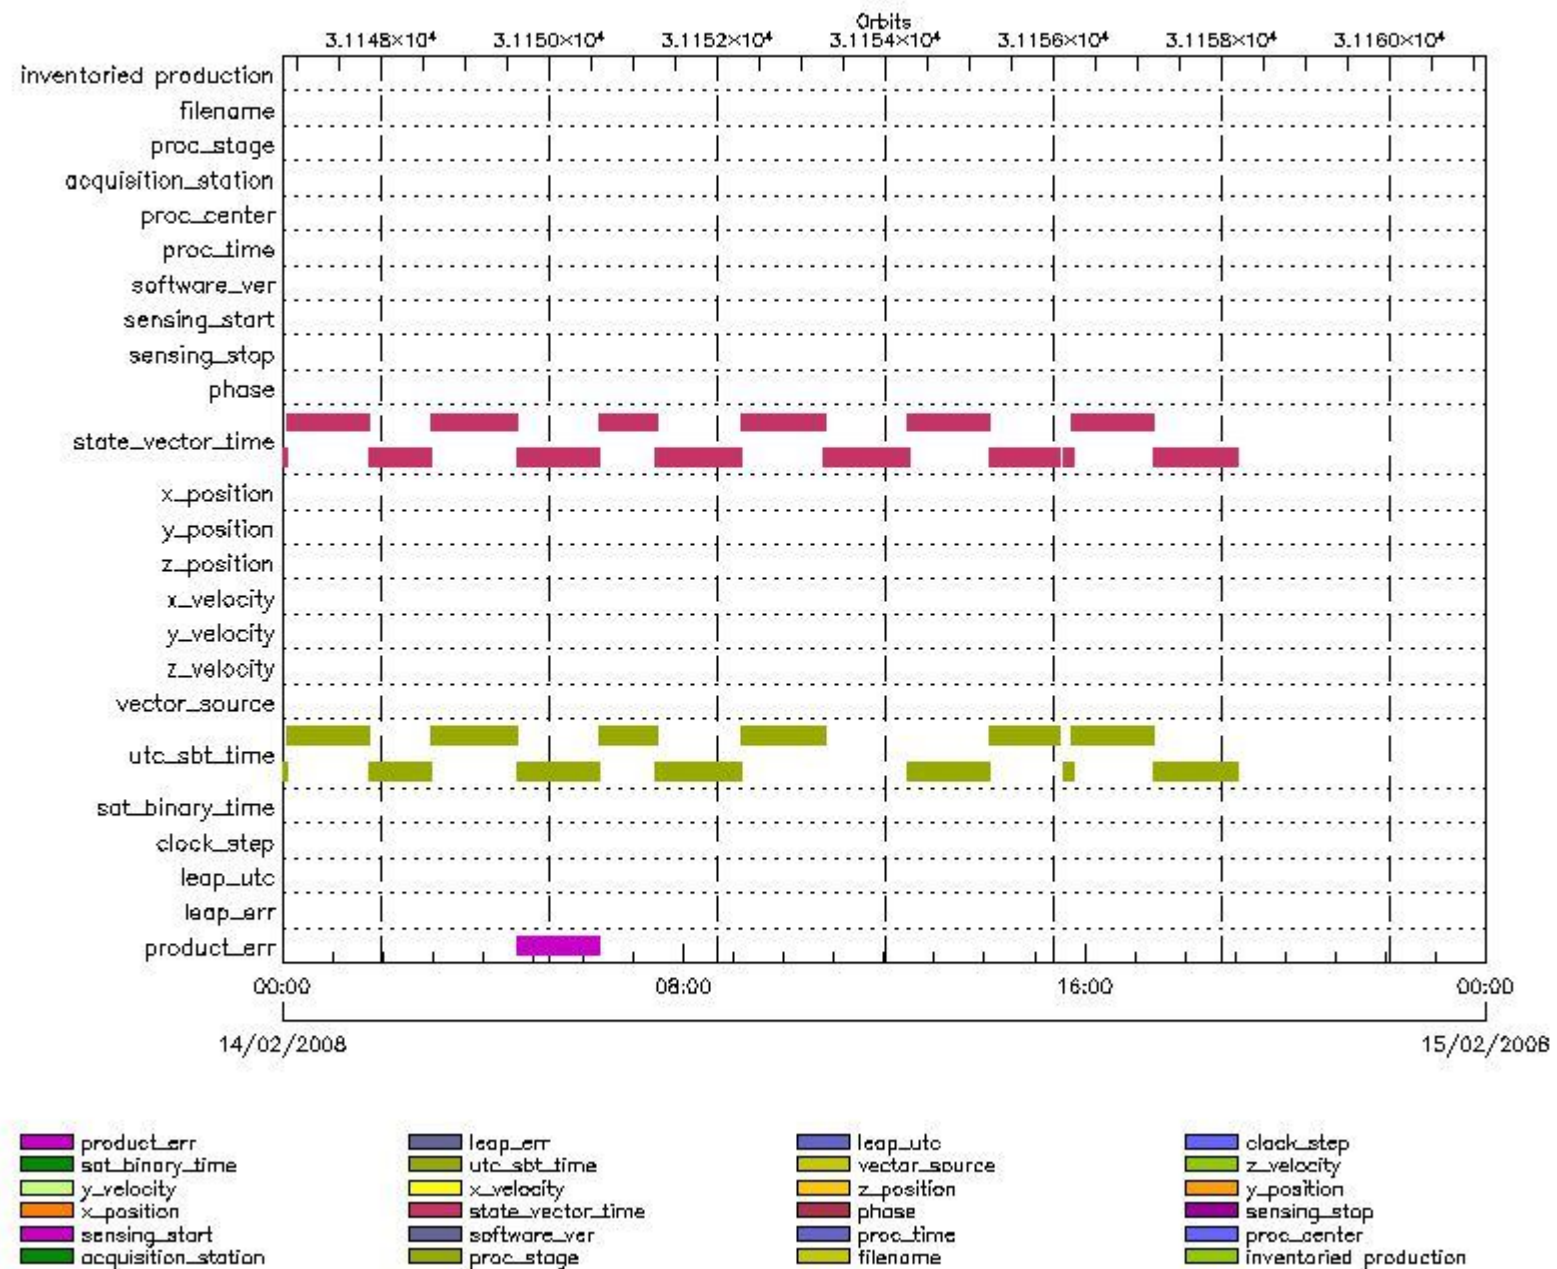 Orbits
3.1148×10⁴ 3.1150×10⁴ 3.1152×10⁴ 3.1154×10⁴ 3.1156×10⁴ 3.1158×10⁴ 3.1160×10⁴
inventoried production
filename
proc_stage
acquisition_station
proc_center
proc_time
software_ver
sensing_start
sensing_stop
phase
state_vector_time
x_position
y_position
z_position
x_velocity
y_velocity
z_velocity
vector_source
utc_sbt_time
sat_binary_time
clock_step
leap_utc
leap_err
product_err
00:00 08:00 16:00 00:00
14/02/2008 15/02/2008
product_err leap_err leap_utc clock_step
sat_binary_time utc_sbt_time vector_source z_velocity
y_velocity x_velocity z_position y_position
x_position state_vector_time phase sensing_stop
sensing_start software_ver proc_time proc_center
acquisition_station proc_stage filename inventoried production